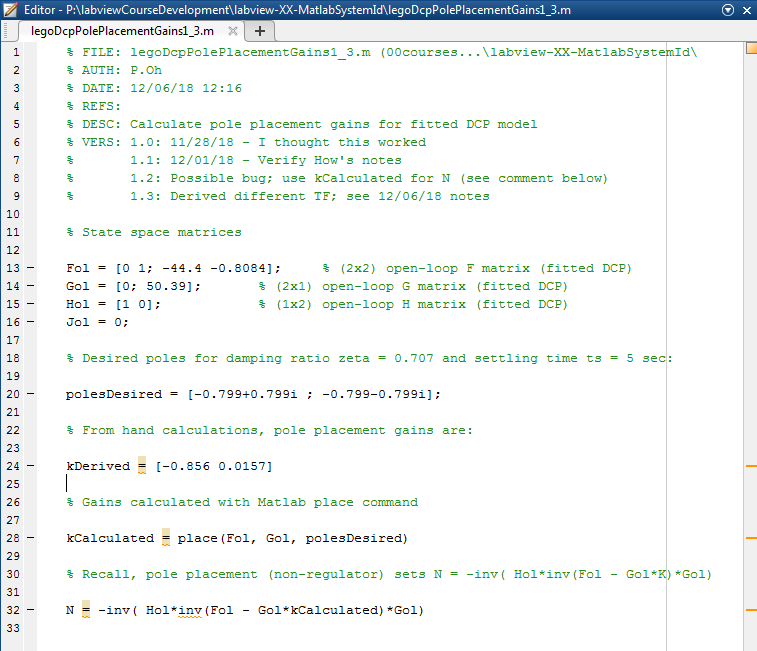 Editor - P:\labviewCourseDevelopment\labview-XX-MatlabSystemId\legoDcpPolePlacementGains1_3.m
legoDcpPolePlacementGains1_3.m
1 % FILE: legoDcpPolePlacementGains1_3.m (00courses...\labview-XX-MatlabSystemId\
2 % AUTH: P.Oh
3 % DATE: 12/06/18 12:16
4 % REFS:
5 % DESC: Calculate pole placement gains for fitted DCP model
6 % VERS: 1.0: 11/28/18 - I thought this worked
7 % 1.1: 12/01/18 - Verify How's notes
8 % 1.2: Possible bug; use kCalculated for N (see comment below)
9 % 1.3: Derived different TF; see 12/06/18 notes
10
11 % State space matrices
12
13 - Fol = [0 1; -44.4 -0.8084]; % (2x2) open-loop F matrix (fitted DCP)
14 - Gol = [0; 50.39]; % (2x1) open-loop G matrix (fitted DCP)
15 - Hol = [1 0]; % (1x2) open-loop H matrix (fitted DCP)
16 - Jol = 0;
17
18 % Desired poles for damping ratio zeta = 0.707 and settling time ts = 5 sec:
19
20 - polesDesired = [-0.799+0.799i ; -0.799-0.799i];
21
22 % From hand calculations, pole placement gains are:
23
24 - kDerived = [-0.856 0.0157]
25
26 % Gains calculated with Matlab place command
27
28 - kCalculated = place(Fol, Gol, polesDesired)
29
30 % Recall, pole placement (non-regulator) sets N = -inv( Hol*inv(Fol - Gol*K)*Gol)
31
32 - N = -inv( Hol*inv(Fol - Gol*kCalculated)*Gol)
33